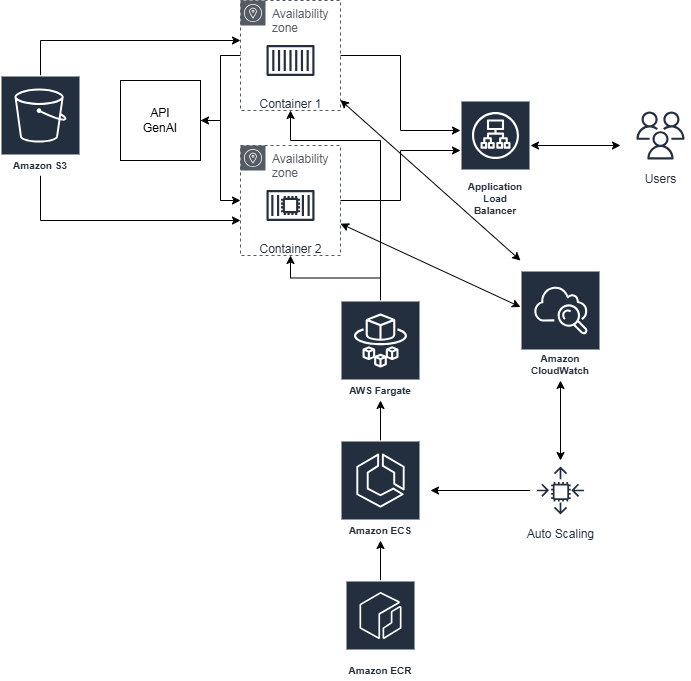 Availability
zone
Container 1
Amazon S3
API
GenAI
Availability
zone
Container 2
Application
Load
Balancer
Users
Amazon
CloudWatch
AWS Fargate
Amazon ECS
Auto Scaling
Amazon ECR